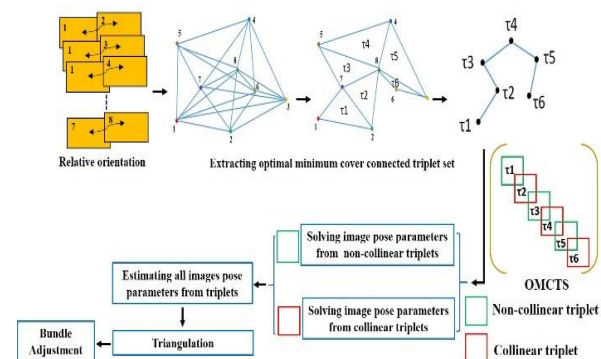 1 2
1 3
1 4
7 8
Relative orientation
5 4
7 8 6
3
1 2
Extracting optimal minimum cover connected triplet set
5 4
τ4 τ5
τ3 8
7 τ2 τ6
6
τ1
1 2
τ4
τ3 τ5
τ2 τ6
τ1
τ1
τ2
τ3
τ4
τ5
τ6
OMCTS
Non-collinear triplet
Collinear triplet
Solving image pose parameters
from non-collinear triplets
Solving image pose parameters
from collinear triplets
Estimating all images pose
parameters from triplets
Triangulation
Bundle
Adjustment